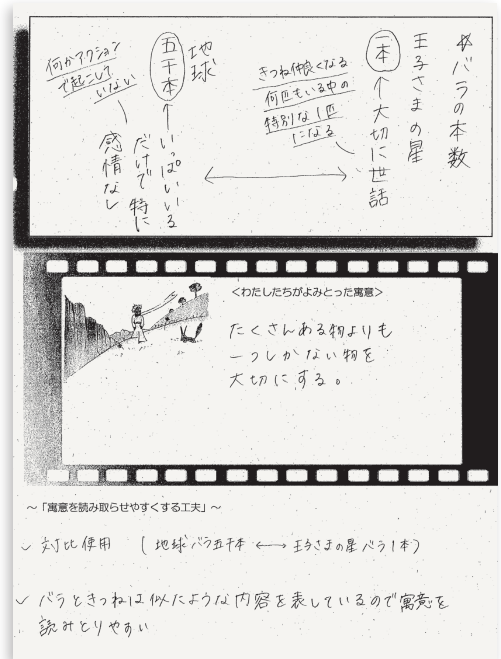 ☆バラの本数
王子さまの星
一本 ↑ 大切に世話
きつね仲良くなる
何匹もいる中の
特別な1匹
になる
地球
五千本 ↑ いっぱいいる
だけで特に
感情なし
何かアクション
で起こして
いない
<わたしたちがよみとった寓意>
たくさんある物よりも
一つしかない物を
大切にする。
~「寓意を読み取らせやすくする工夫」~
✓ 対比使用 (地球バラ五千本 ←→ 王子さまの星バラ1本)
✓ バラときつねは似たような内容を表しているので寓意を
読みとりやすい